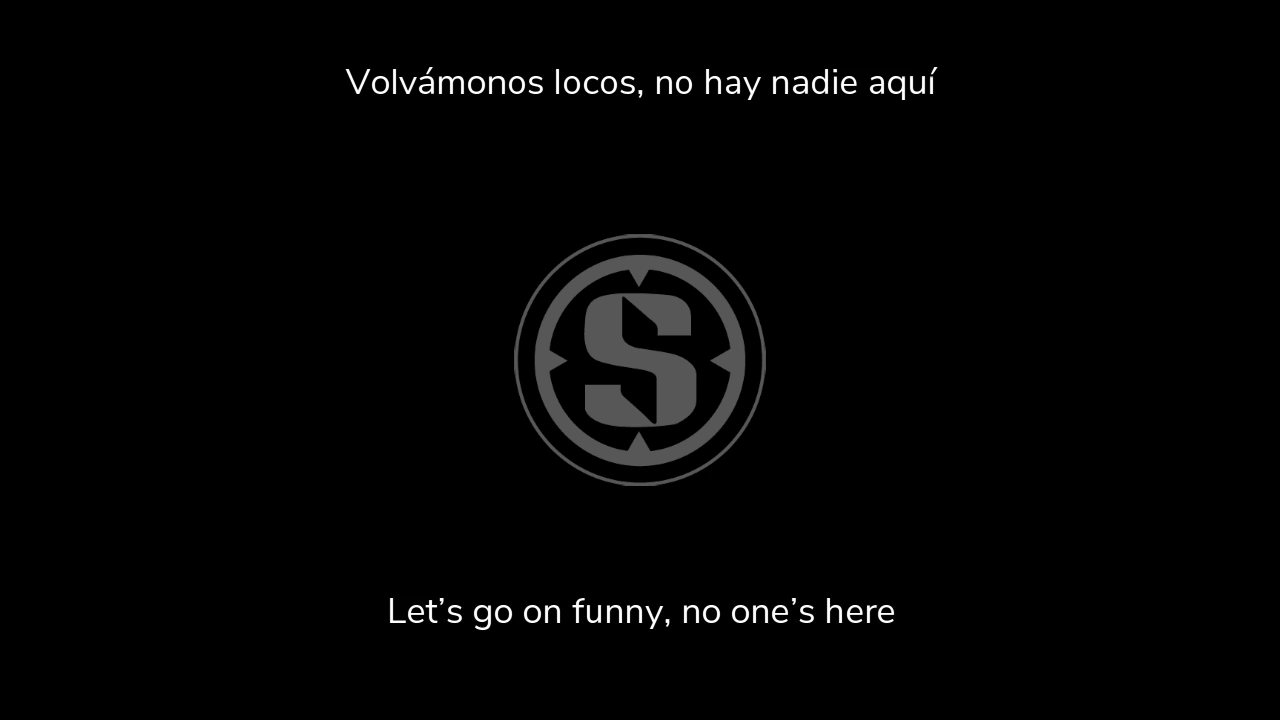 Volvámonos locos, no hay nadie aquí
S
Let’s go on funny, no one’s here